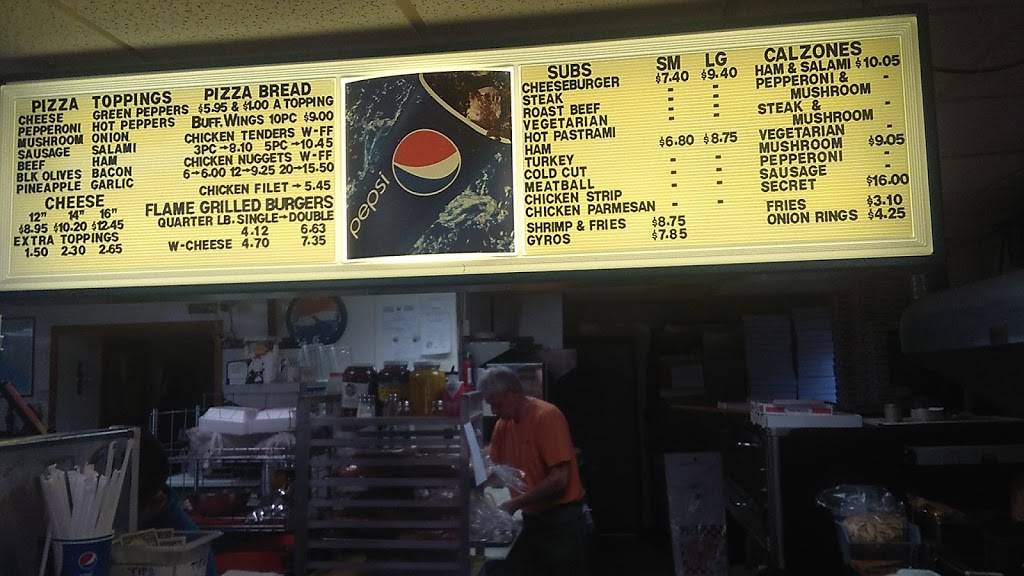 PIZZA TOPPINGS
CHEESE GREEN PEPPERS
PEPPERONI HOT PEPPERS
MUSHROOM ONION
SAUSAGE SALAMI
BEEF HAM
BLK OLIVES BACON
PINEAPPLE GARLIC
CHEESE
12" 14" 16"
$8.95 $10.20 $12.45
EXTRA TOPPINGS
1.50 2.30 2.65
PIZZA BREAD
$5.95 & $1.00 A TOPPING
BUFF. WINGS 10PC $9.00
CHICKEN TENDERS W-FF
3PC→8.10 5PC→10.45
CHICKEN NUGGETS W-FF
6→6.00 12→9.25 20→15.50
CHICKEN FILET→5.45
FLAME GRILLED BURGERS
QUARTER LB. SINGLE→DOUBLE
4.12 6.63
W-CHEESE 4.70 7.35
pepsi
SUBS SM LG
CHEESEBURGER $7.40 $9.40
STEAK - -
ROAST BEEF - -
VEGETARIAN - -
HOT PASTRAMI - -
HAM $6.80 $8.75
TURKEY - -
COLD CUT - -
MEATBALL - -
CHICKEN STRIP - -
CHICKEN PARMESAN - -
SHRIMP & FRIES $8.75
GYROS $7.85
CALZONES
HAM & SALAMI $10.05
PEPPERONI & -
MUSHROOM
STEAK & -
MUSHROOM
VEGETARIAN -
MUSHROOM $9.05
PEPPERONI -
SAUSAGE -
SECRET $16.00
FRIES $3.10
ONION RINGS $4.25